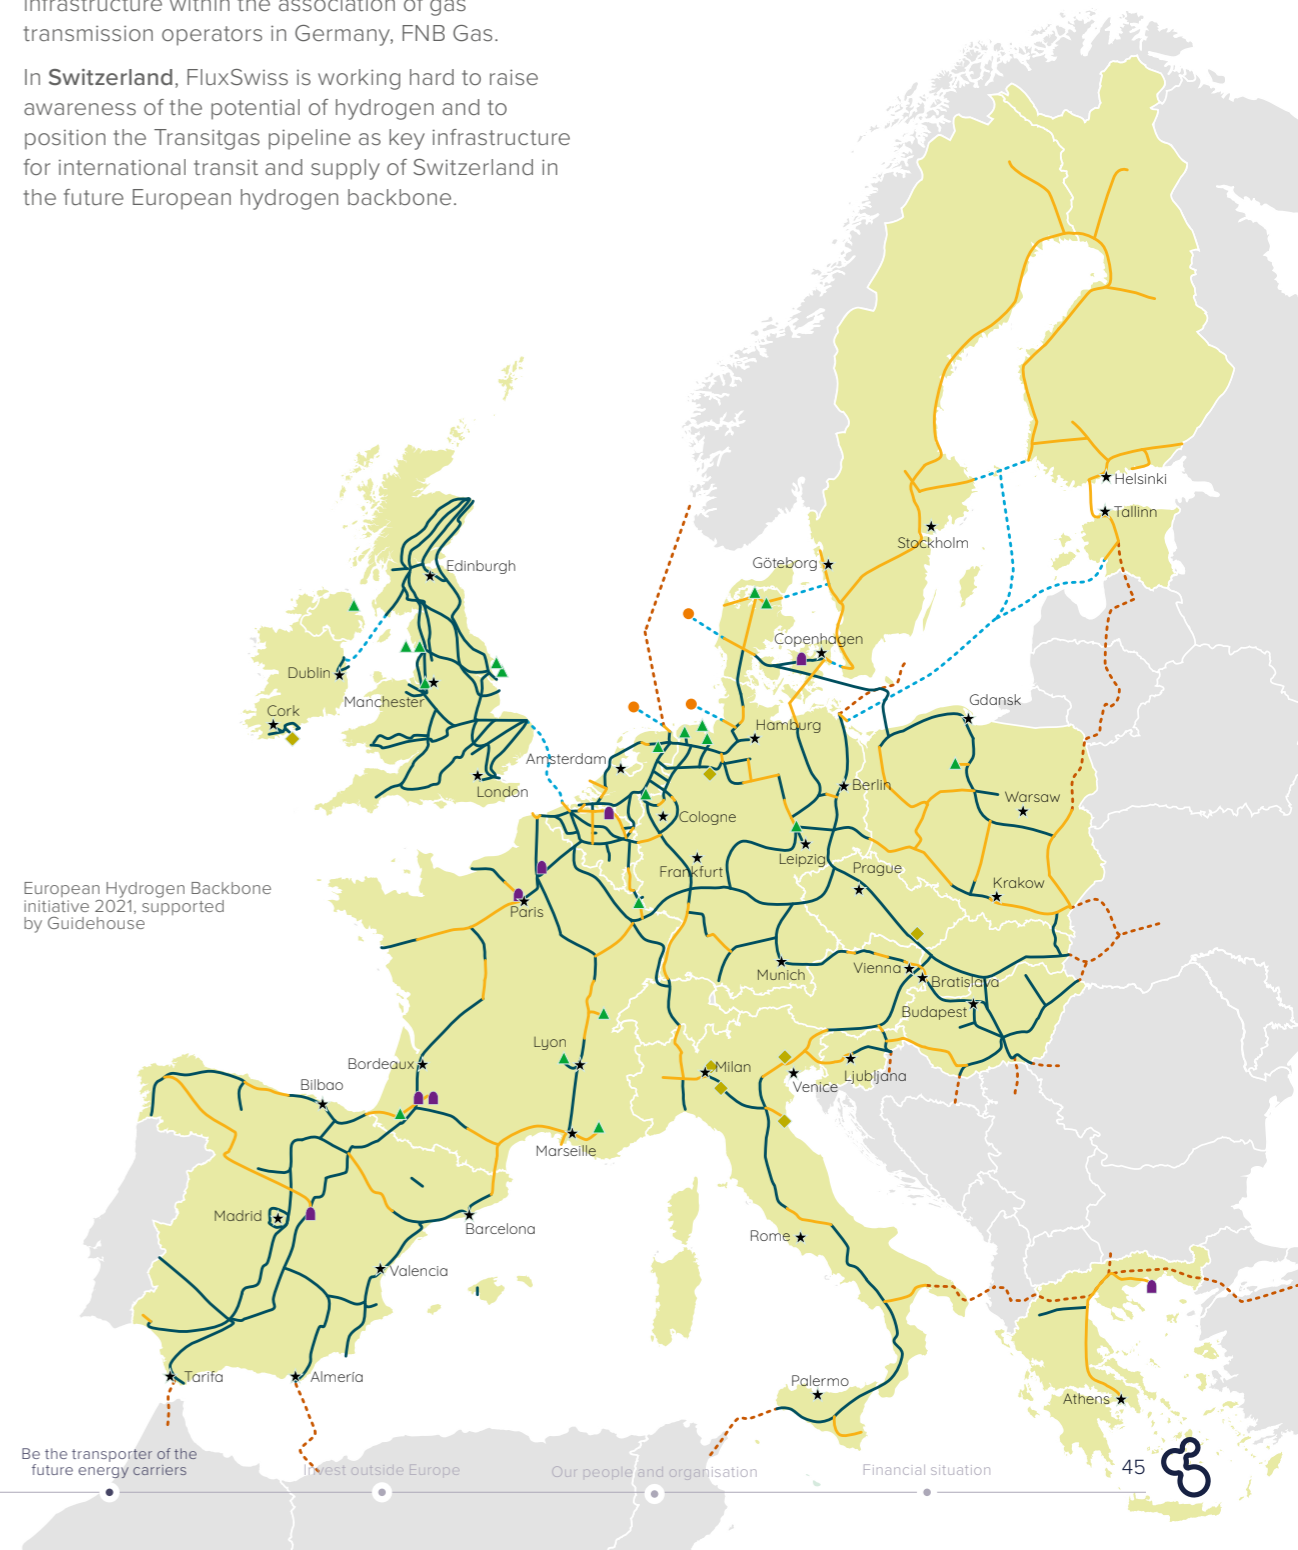 infrastructure within the association of gas
transmission operators in Germany, FNB Gas.
In Switzerland, FluxSwiss is working hard to raise
awareness of the potential of hydrogen and to
position the Transitgas pipeline as key infrastructure
for international transit and supply of Switzerland in
the future European hydrogen backbone.
Helsinki
Tallinn
Stockholm
Göteborg
Edinburgh
Copenhagen
Dublin
Manchester
Gdansk
Cork
Hamburg
Amsterdam
Berlin
London
Warsaw
Cologne
Leipzig
Frankfurt
Prague
Krakow
European Hydrogen Backbone
initiative 2021, supported
by Guidehouse
Paris
Munich
Vienna
Bratislava
Budapest
Lyon
Bordeaux
Milan
Ljubljana
Bilbao
Venice
Marseille
Madrid
Barcelona
Rome
Valencia
Tarifa
Almería
Palermo
Athens
Be the transporter of the
future energy carriers
Invest outside Europe
Our people and organisation
Financial situation
45